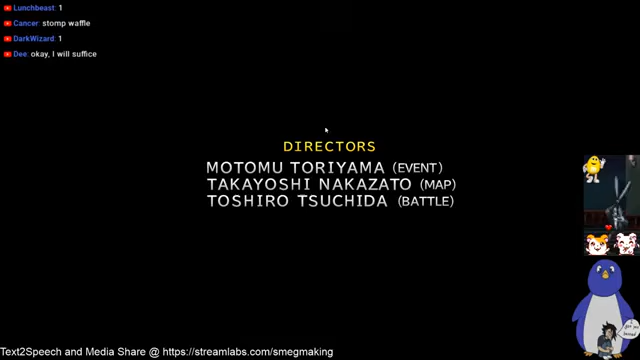 Lunchbeast: 1
Cancer: stomp waffle
DarkWizard: 1
Dee: okay, I will suffice
DIRECTORS
MOTOMU TORIYAMA (EVENT)
TAKAYOSHI NAKAZATO (MAP)
TOSHIRO TSUCHIDA (BATTLE)
Text2Speech and Media Share @ https://streamlabs.com/smegmaking